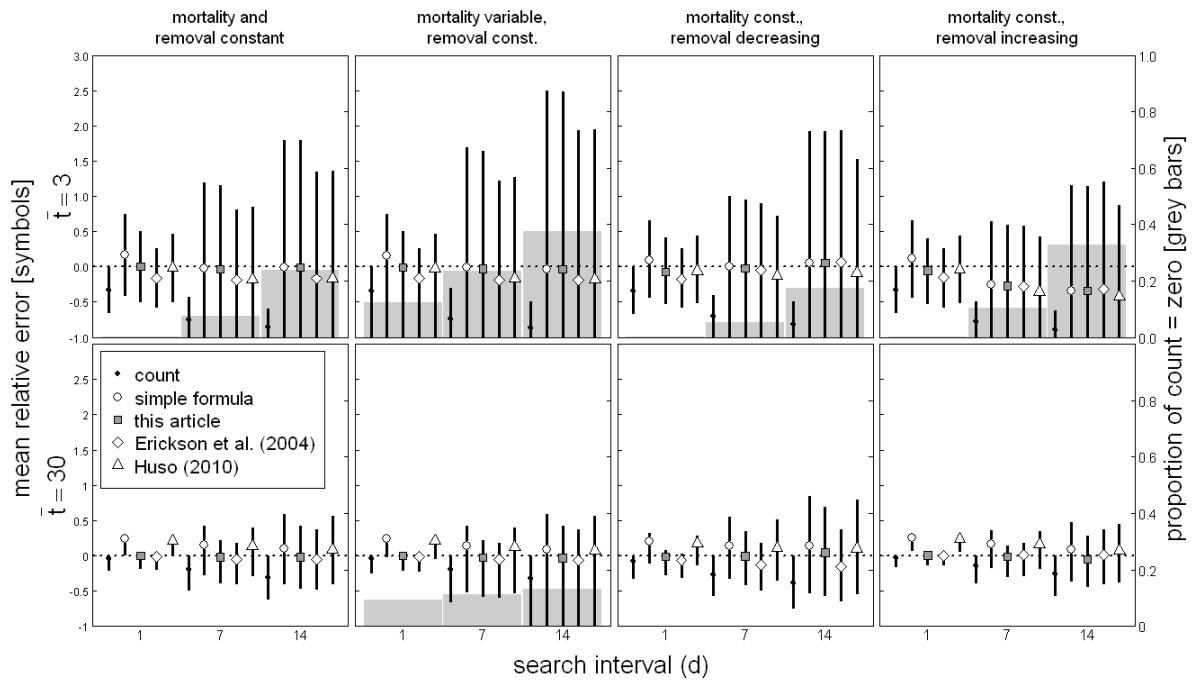 mortality and
removal constant
mortality variable,
removal const.
mortality const.,
removal decreasing
mortality const.,
removal increasing
mean relative error [symbols]
t̄ = 3
t̄ = 30
3.0
2.5
2.0
1.5
1.0
0.5
0.0
-0.5
-1.0
1.0
0.8
0.6
0.4
0.2
0.0
2.5
2
1.5
1
0.5
0
-0.5
-1
0.8
0.6
0.4
0.2
0
count
simple formula
this article
Erickson et al. (2004)
Huso (2010)
1 7 14
1 7 14
1 7 14
1 7 14
search interval (d)
proportion of count = zero [grey bars]